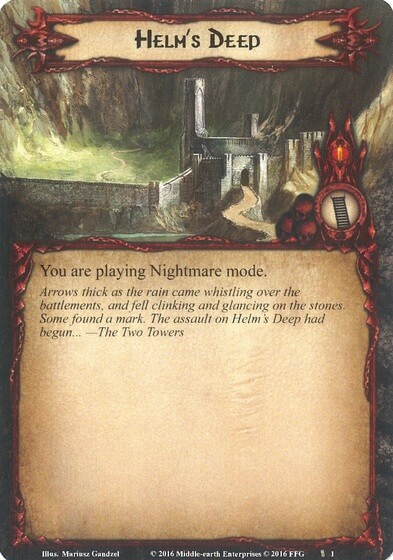 Helm's Deep
You are playing Nightmare mode.
Arrows thick as the rain came whistling over the
battlements, and fell clinking and glancing on the stones.
Some found a mark. The assault on Helm's Deep had
begun... —The Two Towers
Illus. Mariusz Gandzel © 2016 Middle-earth Enterprises © 2016 FFG 1